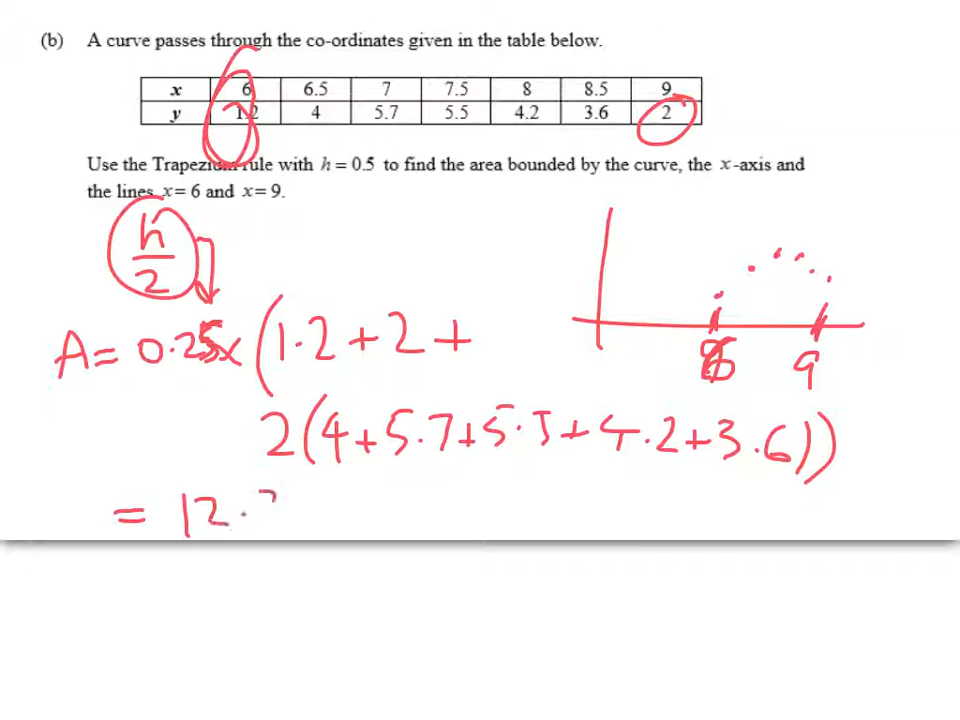 (b) A curve passes through the co-ordinates given in the table below.
x 6 6.5 7 7.5 8 8.5 9
y 1.2 4 5.7 5.5 4.2 3.6 2
Use the Trapezium rule with h = 0.5 to find the area bounded by the curve, the x-axis and
the lines x= 6 and x= 9.
h/2
A = 0.25x(1.2+2+
6 9
2(4+5.7+5.5+4.2+3.6))
= 12.